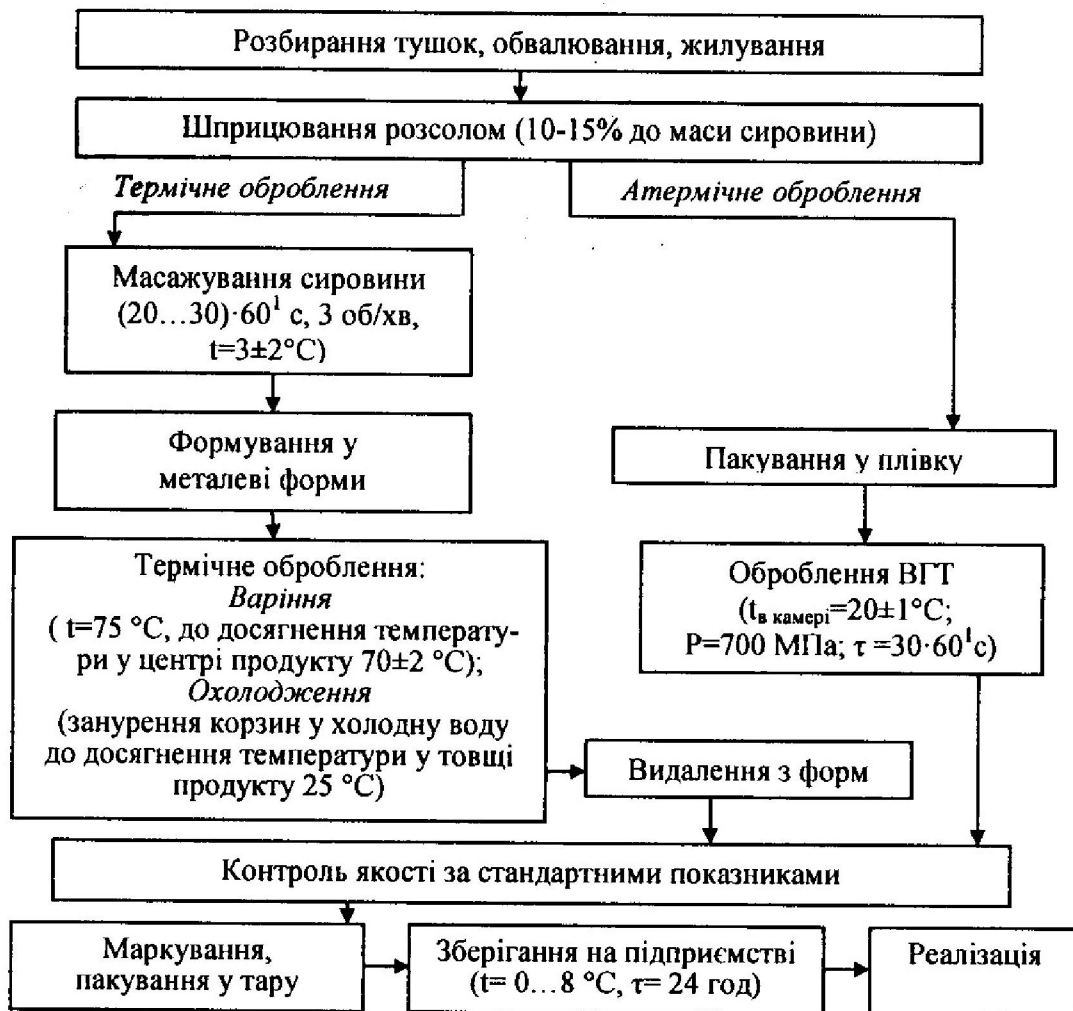 Розбирання тушок, обвалювання, жилування
Шприцювання розсолом (10-15% до маси сировини)
Термічне оброблення
Атермічне оброблення
Масажування сировини
(20...30)·60¹ с, 3 об/хв,
t=3±2°C)
Формування у
металеві форми
Пакування у плівку
Термічне оброблення:
Варіння
( t=75 °C, до досягнення температу-
ри у центрі продукту 70±2 °C);
Охолодження
(занурення корзин у холодну воду
до досягнення температури у товщі
продукту 25 °C)
Оброблення ВГТ
(tв камері=20±1°C;
P=700 МПа; τ =30·60¹с)
Видалення з форм
Контроль якості за стандартними показниками
Маркування,
пакування у тару
Зберігання на підприємстві
(t= 0...8 °C, τ= 24 год)
Реалізація